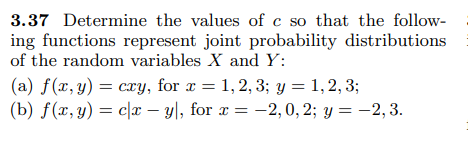 3.37 Determine the values of c so that the follow-
ing functions represent joint probability distributions
of the random variables X and Y:
(a) f(x, y) = cxy, for x = 1, 2, 3; y = 1, 2, 3;
(b) f(x, y) = c|x − y|, for x = −2, 0, 2; y = −2, 3.